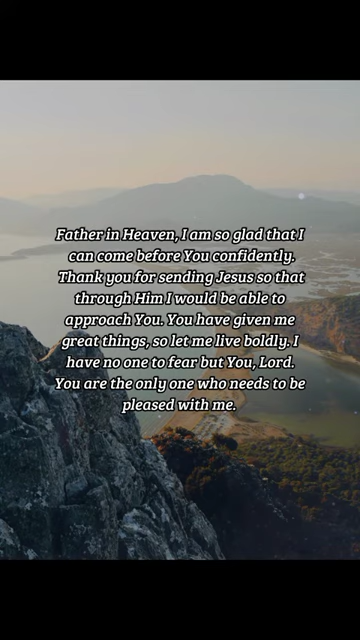 Father in Heaven, I am so glad that I
can come before You confidently.
Thank you for sending Jesus so that
through Him I would be able to
approach You. You have given me
great things, so let me live boldly. I
have no one to fear but You, Lord.
You are the only one who needs to be
pleased with me.